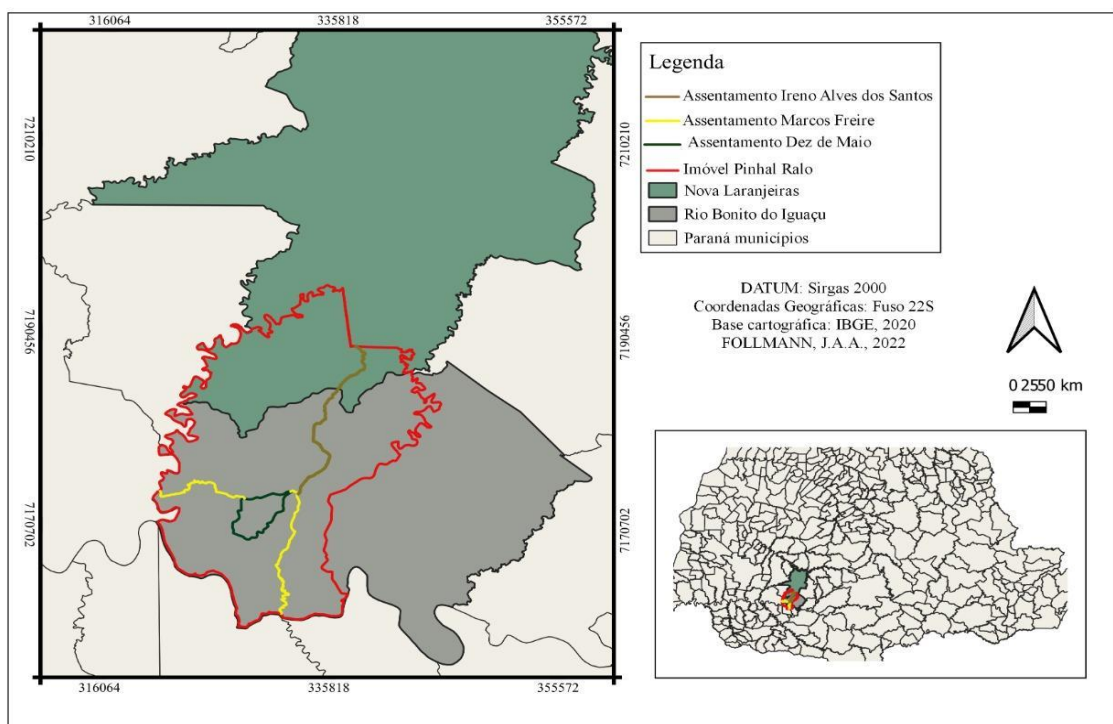 316064
335818
355572
7210210
7190456
7170702
7210210
7190456
7170702
316064
335818
355572
Legenda
Assentamento Ireno Alves dos Santos
Assentamento Marcos Freire
Assentamento Dez de Maio
Imóvel Pinhal Ralo
Nova Laranjeiras
Rio Bonito do Iguaçu
Paraná municípios
DATUM: Sirgas 2000
Coordenadas Geográficas: Fuso 22S
Base cartográfica: IBGE, 2020
FOLLMANN, J.A.A., 2022
0 2550 km